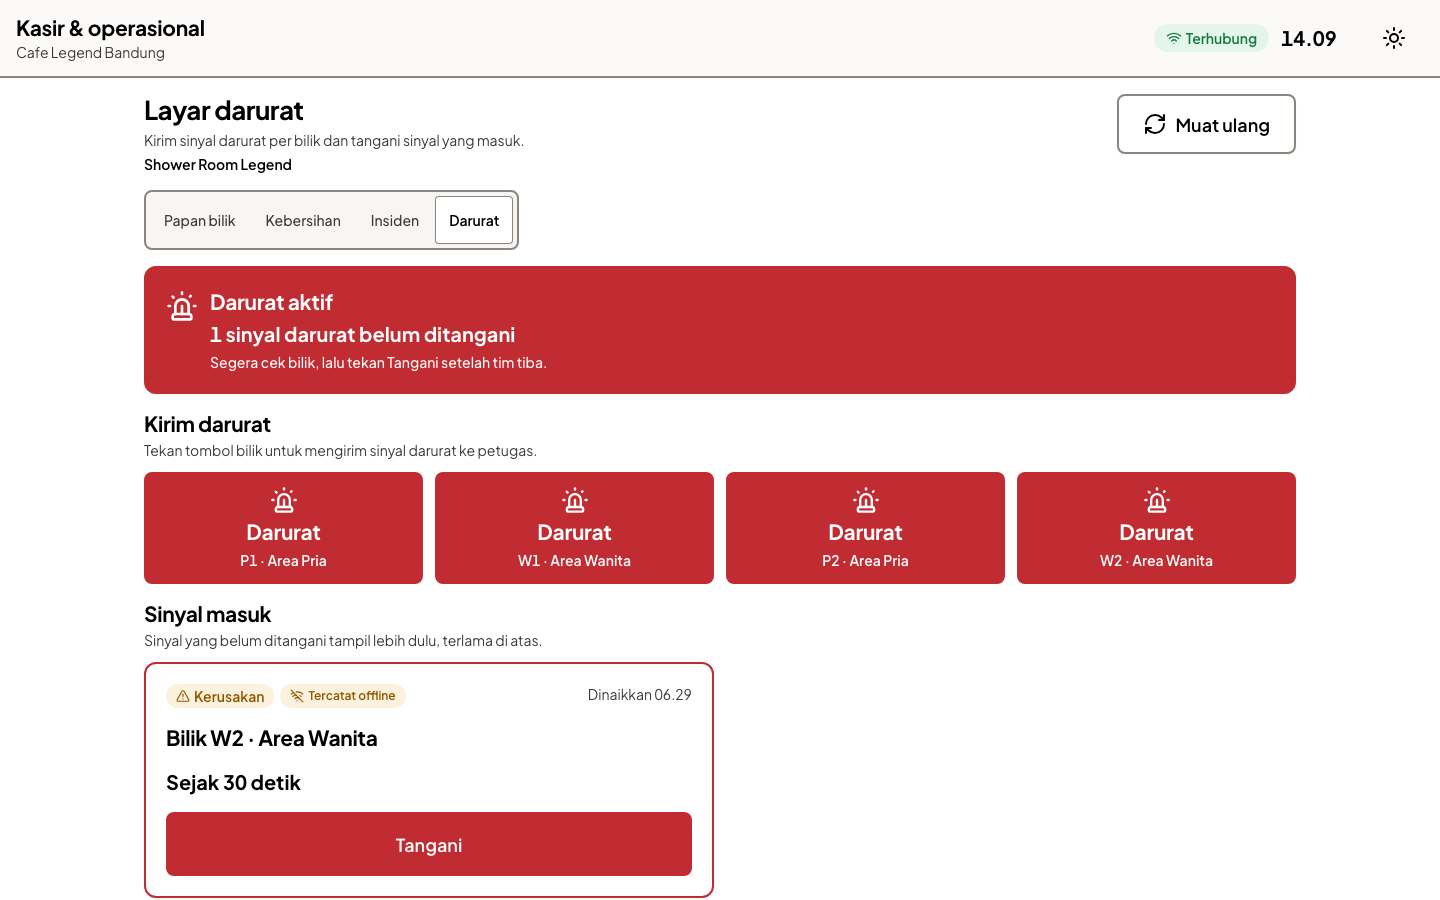 Kasir & operasional
Cafe Legend Bandung
Terhubung
14.09
Layar darurat
Kirim sinyal darurat per bilik dan tangani sinyal yang masuk.
Shower Room Legend
Muat ulang
Papan bilik
Kebersihan
Insiden
Darurat
Darurat aktif
1 sinyal darurat belum ditangani
Segera cek bilik, lalu tekan Tangani setelah tim tiba.
Kirim darurat
Tekan tombol bilik untuk mengirim sinyal darurat ke petugas.
Darurat
P1 · Area Pria
Darurat
W1 · Area Wanita
Darurat
P2 · Area Pria
Darurat
W2 · Area Wanita
Sinyal masuk
Sinyal yang belum ditangani tampil lebih dulu, terlama di atas.
Kerusakan
Tercatat offline
Dinaikkan 06.29
Bilik W2 · Area Wanita
Sejak 30 detik
Tangani